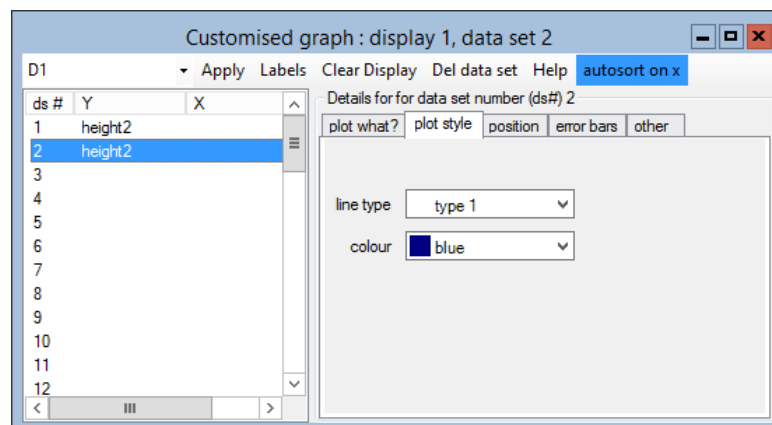 Customised graph : display 1, data set 2
D1 Apply Labels Clear Display Del data set Help autosort on x
ds # Y X
1 height2
2 height2
3
4
5
6
7
8
9
10
11
12
Details for for data set number (ds#) 2
plot what? plot style position error bars other
line type type 1
colour blue